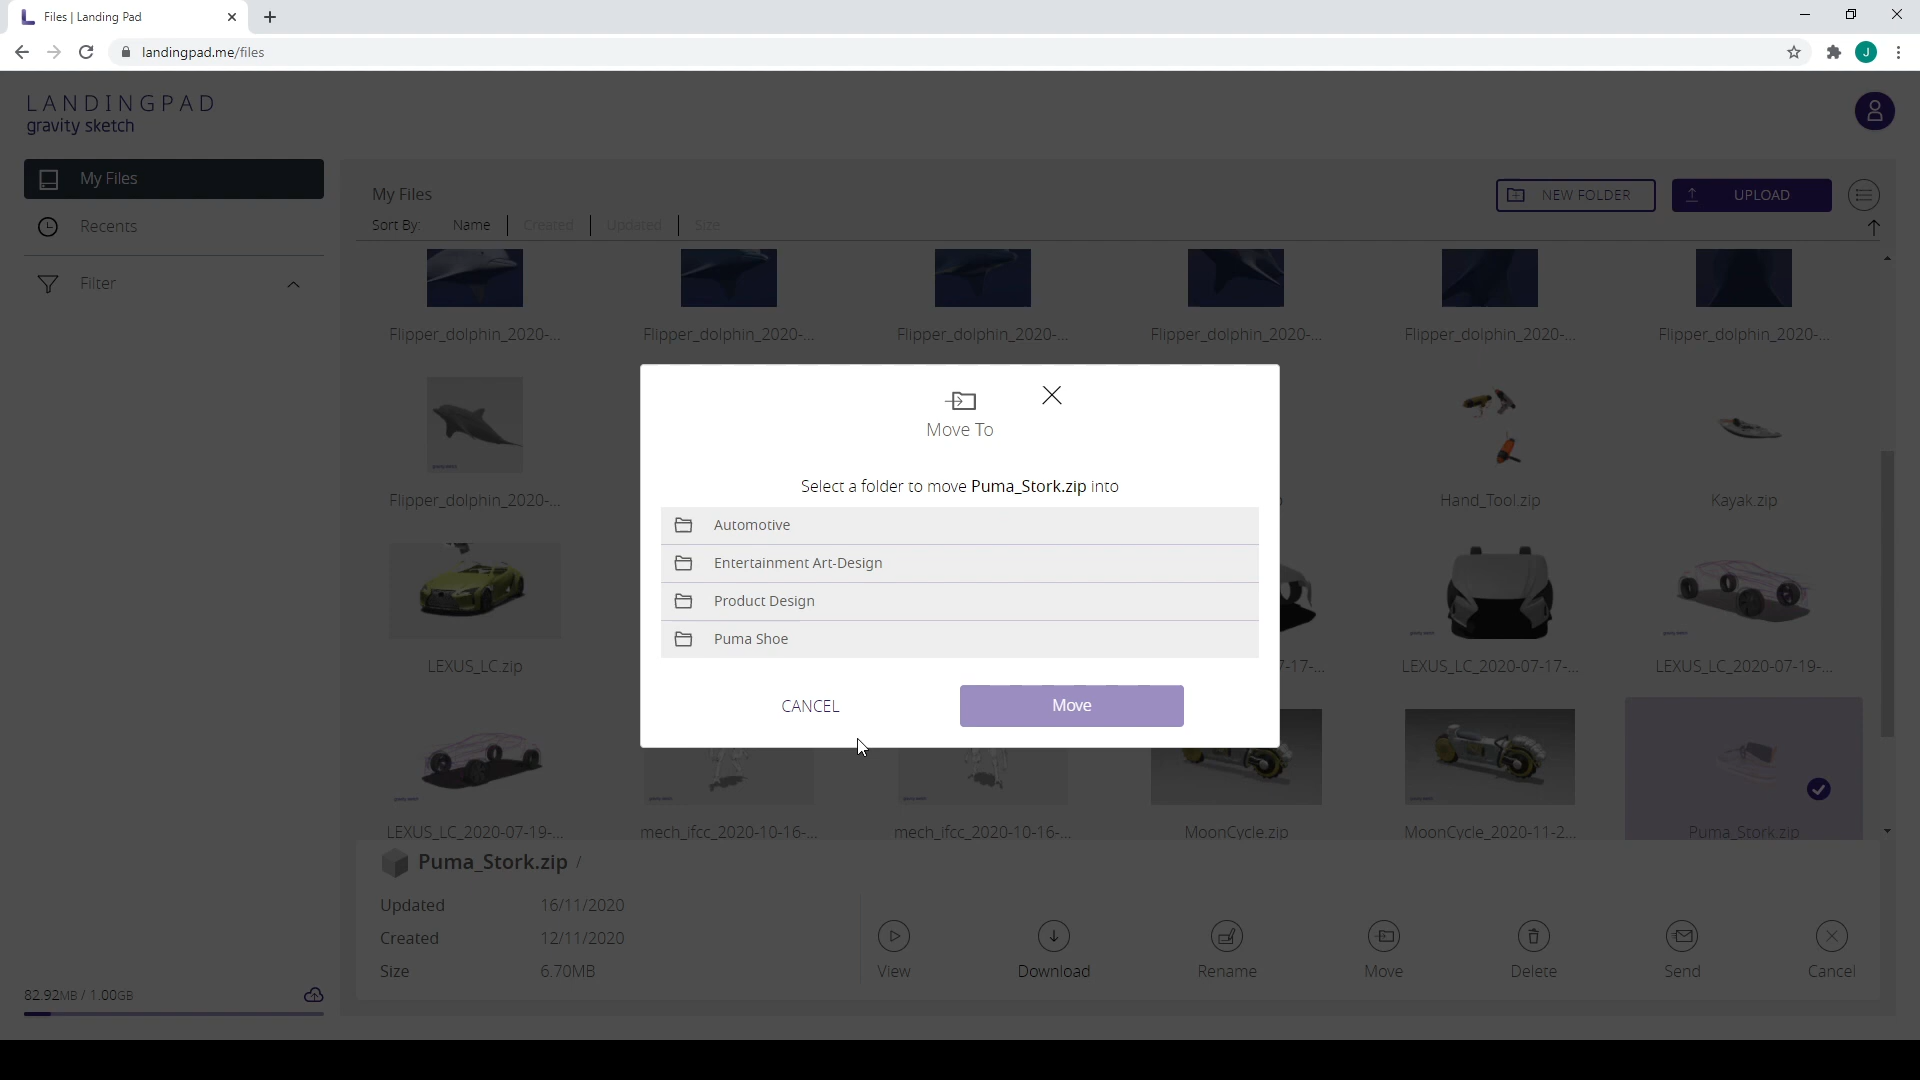 Files | Landing Pad
landingpad.me/files
J
LANDINGPAD
gravity sketch
My Files
Recents
Filter
My Files
NEW FOLDER
UPLOAD
Sort By: Name Created Updated Size
Flipper_dolphin_2020-... Flipper_dolphin_2020-... Flipper_dolphin_2020-... Flipper_dolphin_2020-... Flipper_dolphin_2020-... Flipper_dolphin_2020-...
Move To
Select a folder to move Puma_Stork.zip into
Automotive
Entertainment Art-Design
Product Design
Puma Shoe
CANCEL
Move
Flipper_dolphin_2020-... Hand_Tool.zip Kayak.zip
LEXUS_LC.zip 7-17-... LEXUS_LC_2020-07-17-... LEXUS_LC_2020-07-19-...
LEXUS_LC_2020-07-19-... mech_ifcc_2020-10-16-... mech_ifcc_2020-10-16-... MoonCycle.zip MoonCycle_2020-11-2... Puma_Stork.zip
Puma_Stork.zip /
Updated 16/11/2020
Created 12/11/2020
Size 6.70MB
View Download Rename Move Delete Send Cancel
82.92MB / 1.00GB